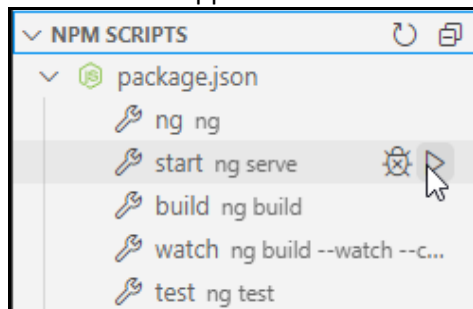 NPM SCRIPTS
package.json
ng ng
start ng serve
build ng build
watch ng build --watch --c...
test ng test